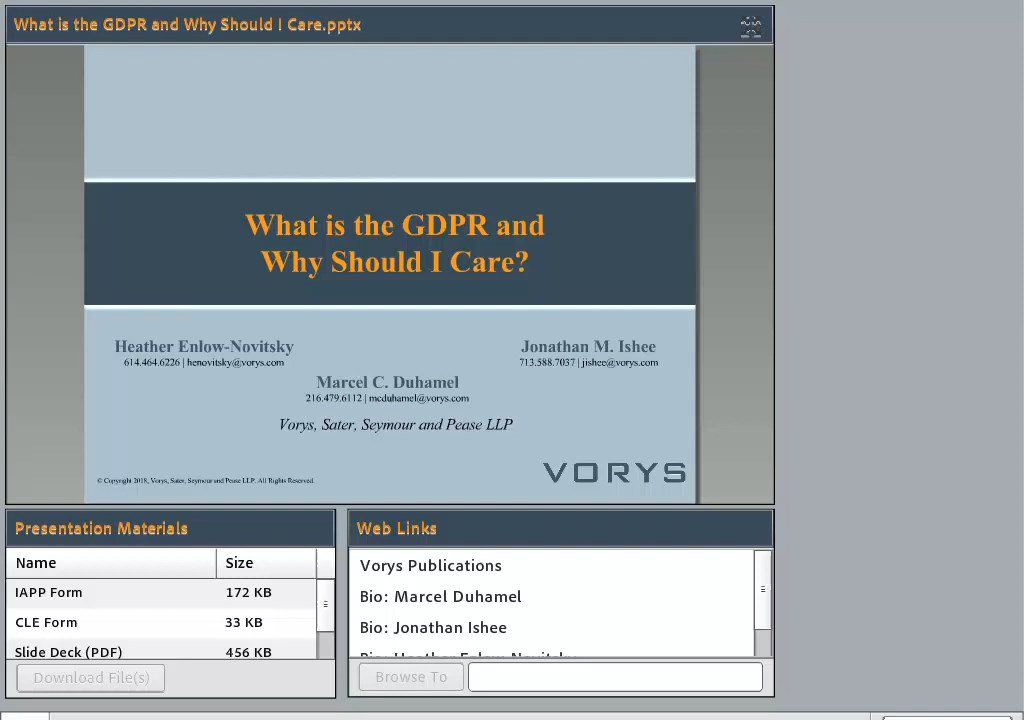 What is the GDPR and Why Should I Care.pptx
What is the GDPR and
Why Should I Care?
Heather Enlow-Novitsky
614.464.6226 | henovitsky@vorys.com
Jonathan M. Ishee
713.588.7037 | jishee@vorys.com
Marcel C. Duhamel
216.479.6112 | mcduhamel@vorys.com
Vorys, Sater, Seymour and Pease LLP
VORYS
© Copyright 2018, Vorys, Sater, Seymour and Pease LLP. All Rights Reserved.
Presentation Materials
Name Size
IAPP Form 172 KB
CLE Form 33 KB
Slide Deck (PDF) 456 KB
Download File(s)
Web Links
Vorys Publications
Bio: Marcel Duhamel
Bio: Jonathan Ishee
Bio: Heather Enlow-Novitsky
Browse To